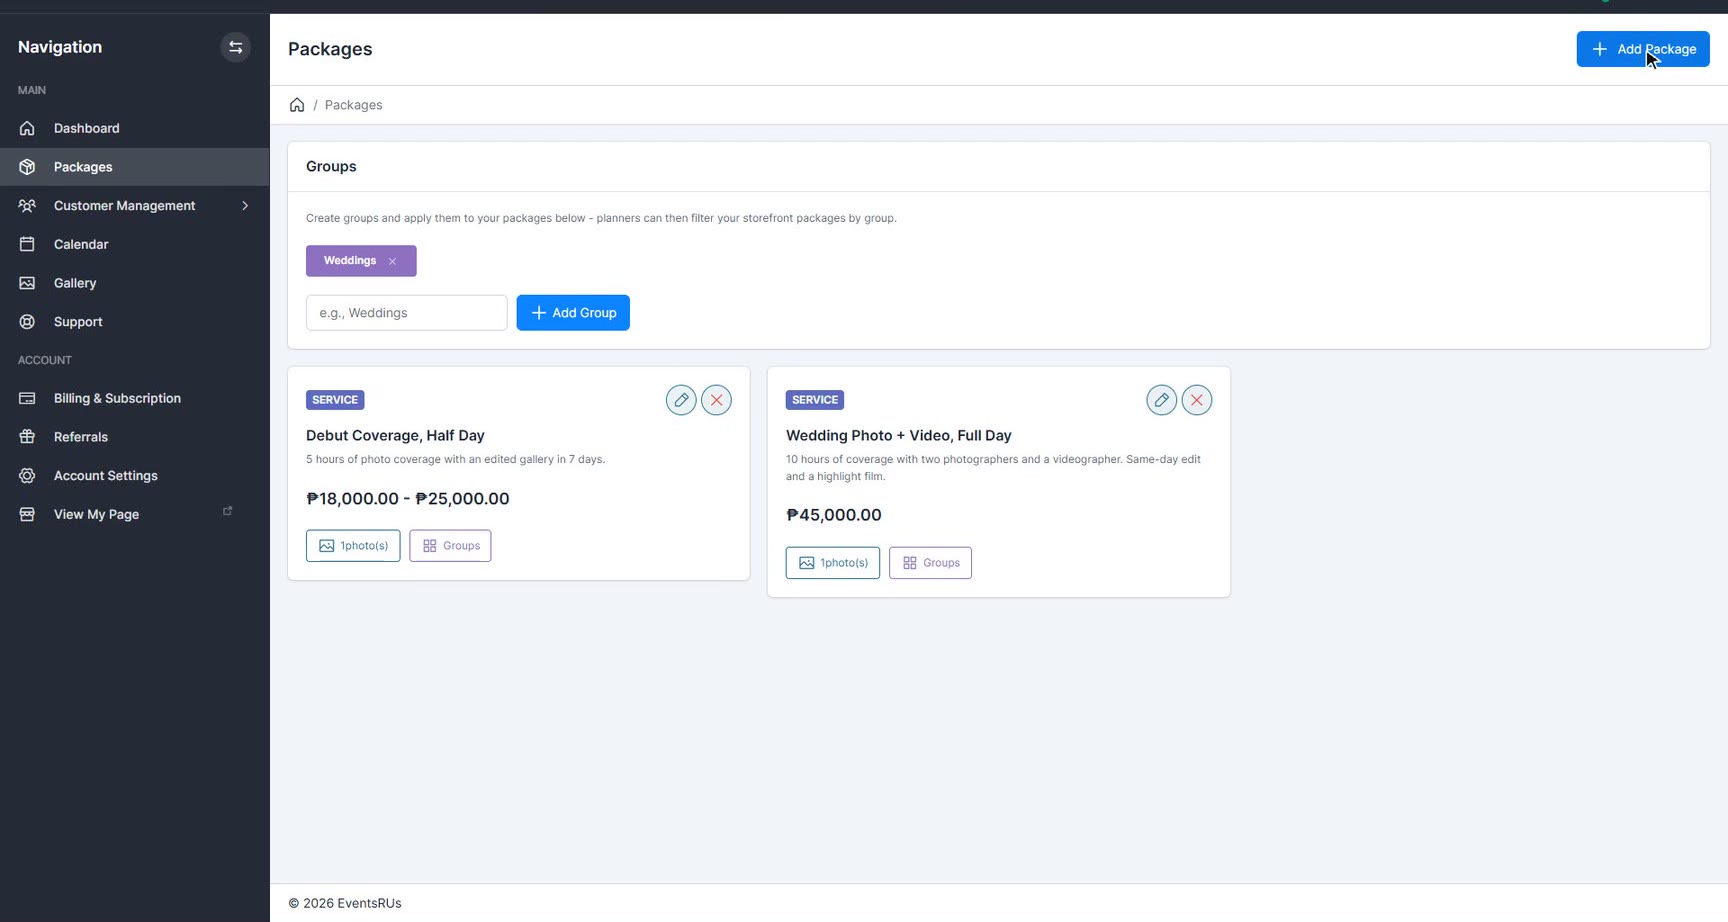 Navigation
MAIN
Dashboard
Packages
Customer Management
Calendar
Gallery
Support
ACCOUNT
Billing & Subscription
Referrals
Account Settings
View My Page
Packages
Add Package
/ Packages
Groups
Create groups and apply them to your packages below - planners can then filter your storefront packages by group.
Weddings
e.g., Weddings
Add Group
SERVICE
Debut Coverage, Half Day
5 hours of photo coverage with an edited gallery in 7 days.
₱18,000.00 - ₱25,000.00
1photo(s)
Groups
SERVICE
Wedding Photo + Video, Full Day
10 hours of coverage with two photographers and a videographer. Same-day edit
and a highlight film.
₱45,000.00
1photo(s)
Groups
© 2026 EventsRUs